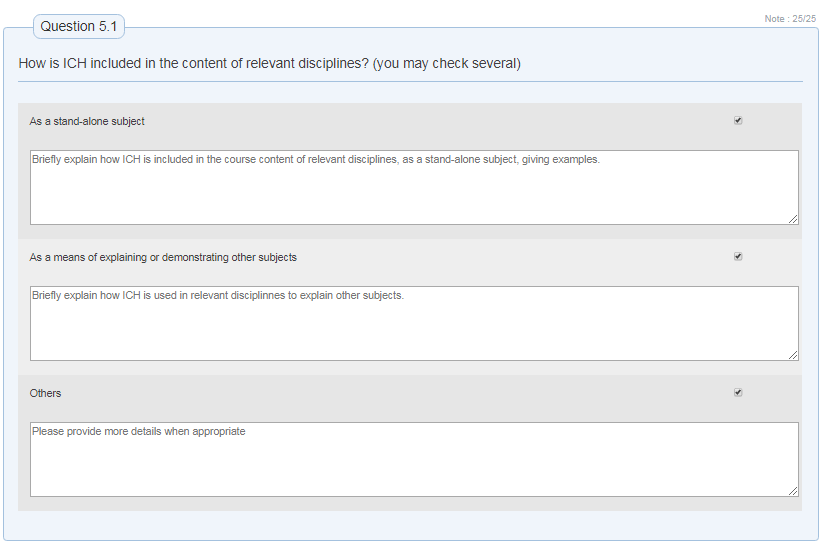 Note : 25/25
Question 5.1
How is ICH included in the content of relevant disciplines? (you may check several)
As a stand-alone subject
Briefly explain how ICH is included in the course content of relevant disciplines, as a stand-alone subject, giving examples.
As a means of explaining or demonstrating other subjects
Briefly explain how ICH is used in relevant disciplinnes to explain other subjects.
Others
Please provide more details when appropriate